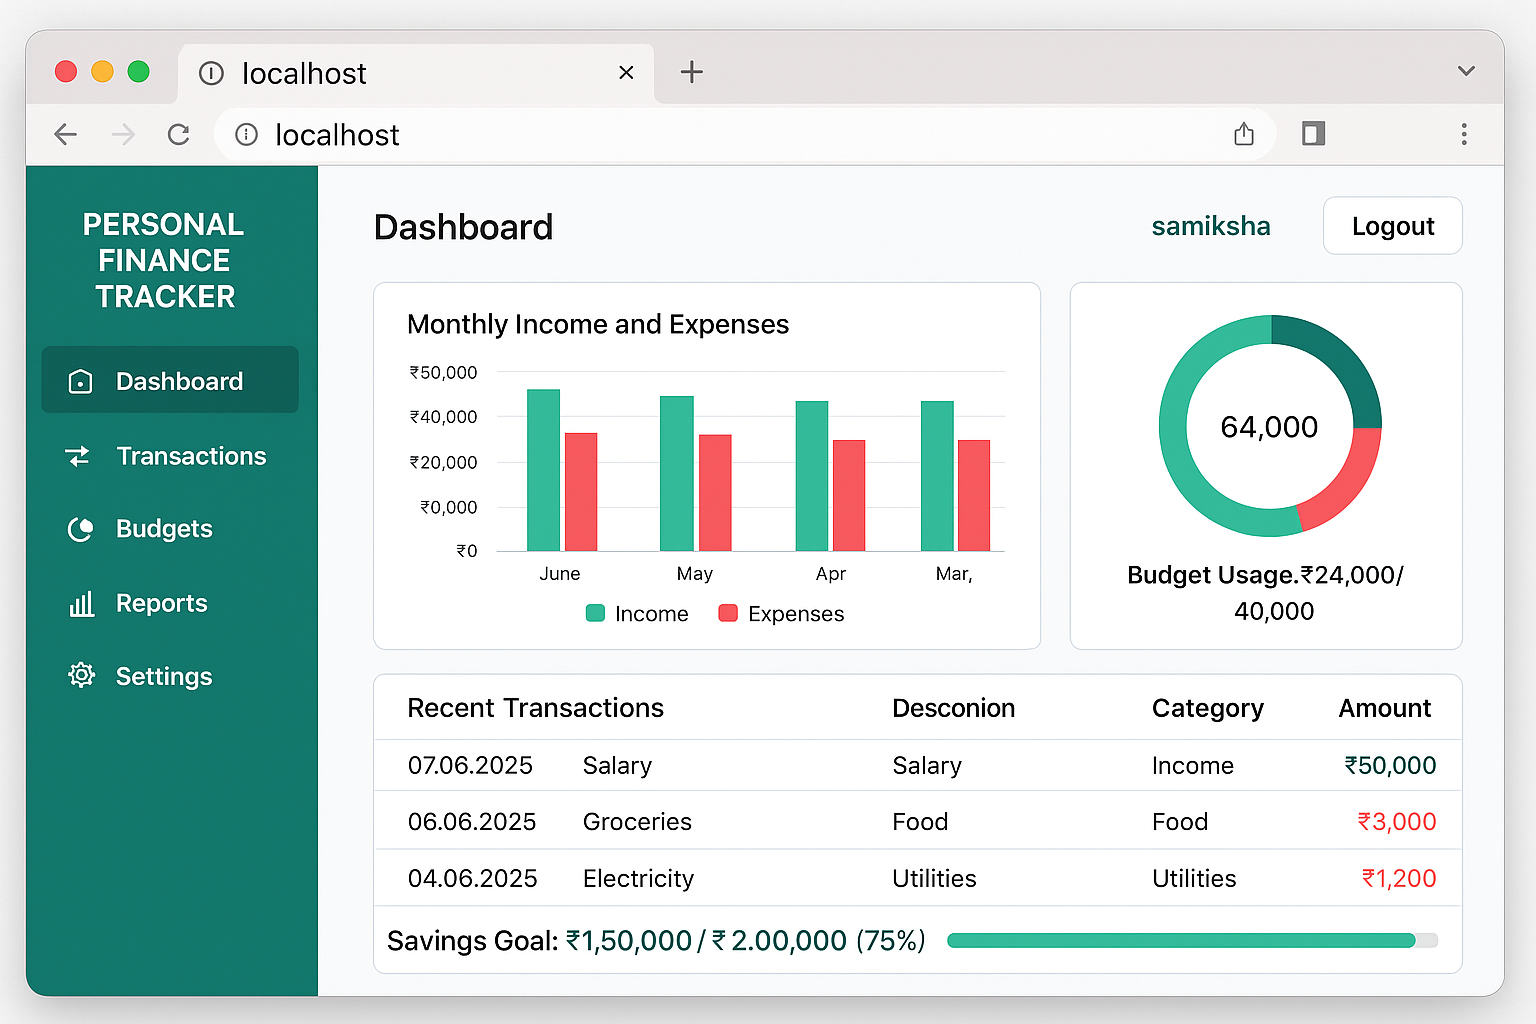 localhost
localhost
PERSONAL
FINANCE
TRACKER
Dashboard
Transactions
Budgets
Reports
Settings
Dashboard
samiksha
Logout
Monthly Income and Expenses
₹50,000
₹40,000
₹20,000
₹0,000
₹0
June May Apr Mar,
Income Expenses
64,000
Budget Usage.₹24,000/
40,000
Recent Transactions Desconion Category Amount
07.06.2025 Salary Salary Income ₹50,000
06.06.2025 Groceries Food Food ₹3,000
04.06.2025 Electricity Utilities Utilities ₹1,200
Savings Goal: ₹1,50,000/₹2.00,000 (75%)